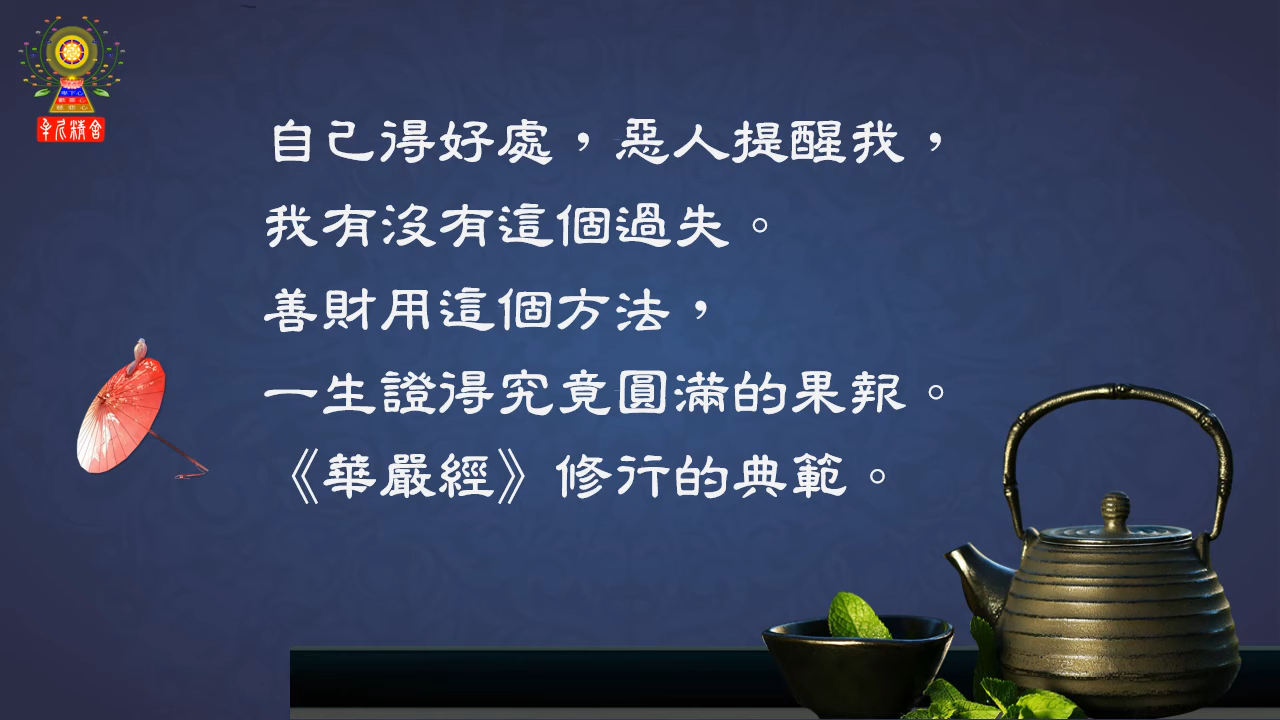 自己得好處，惡人提醒我，
我有沒有這個過失。
善財用這個方法，
一生證得究竟圓滿的果報。
《華嚴經》修行的典範。